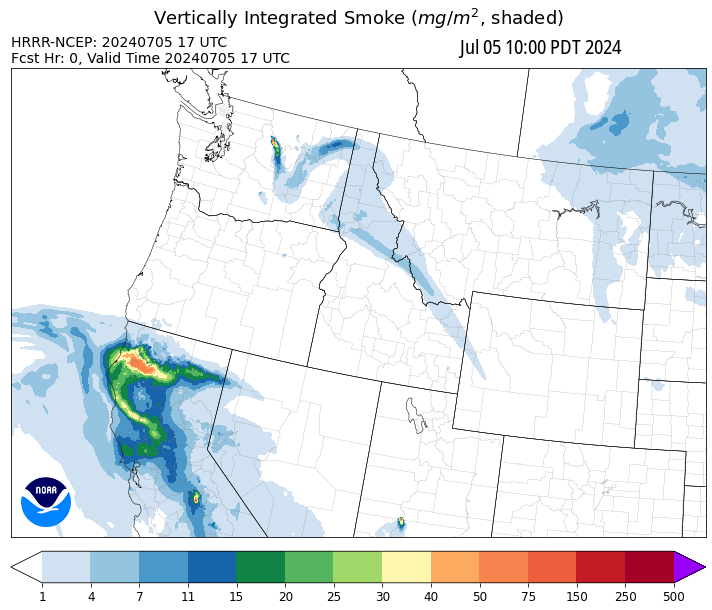 Vertically Integrated Smoke (mg/m², shaded)
HRRR-NCEP: 20240705 17 UTC
Fcst Hr: 0, Valid Time 20240705 17 UTC
Jul 05 10:00 PDT 2024
NOAA
1 4 7 11 15 20 25 30 40 50 75 150 250 500